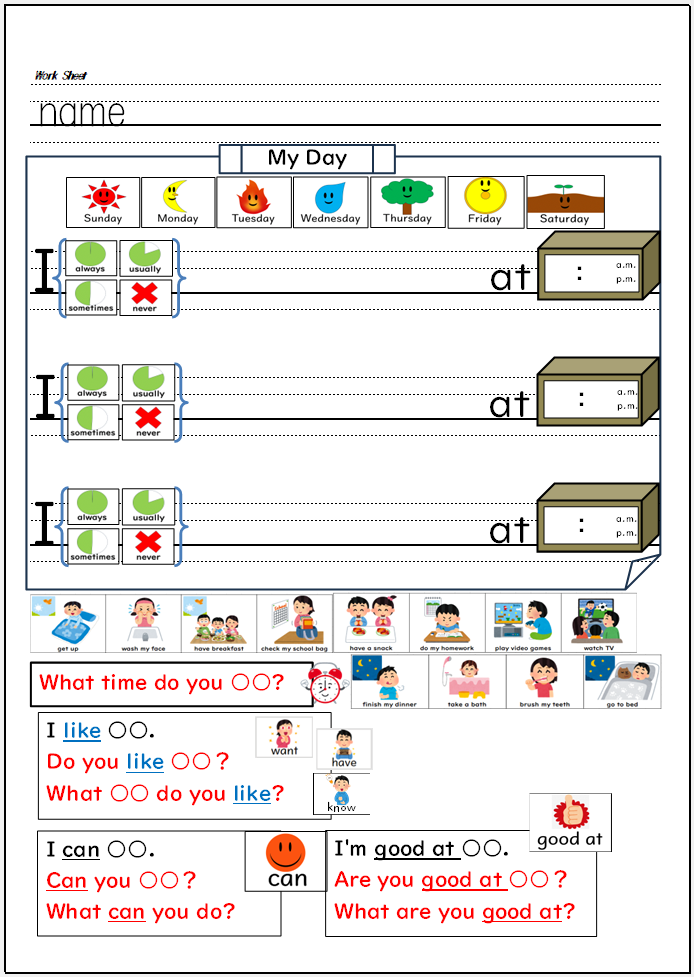 Work Sheet
name
My Day
Sunday Monday Tuesday Wednesday Thursday Friday Saturday
I always usually at : a.m.
sometimes never p.m.
I always usually at : a.m.
sometimes never p.m.
I always usually at : a.m.
sometimes never p.m.
get up wash my face have breakfast check my school bag have a snack do my homework play video games watch TV
What time do you ○○?
finish my dinner take a bath brush my teeth go to bed
I like ○○.
want
Do you like ○○?
have
What ○○ do you like?
know
I can ○○.
Can you ○○?
What can you do?
can
good at
I'm good at ○○.
Are you good at ○○?
What are you good at?